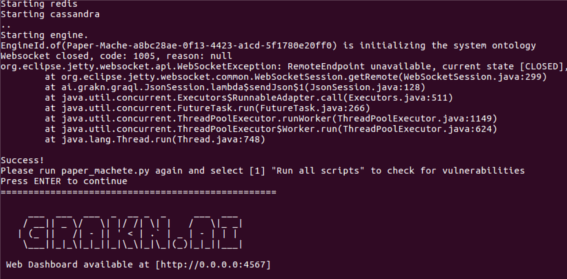 Starting redis
Starting cassandra
..
Starting engine.
EngineId.of(Paper-Mache-a8bc28ae-0f13-4423-a1cd-5f1780e20ff0) is initializing the system ontology
Websocket closed, code: 1005, reason: null
org.eclipse.jetty.websocket.api.WebSocketException: RemoteEndpoint unavailable, current state [CLOSED],
at org.eclipse.jetty.websocket.common.WebSocketSession.getRemote(WebSocketSession.java:299)
at ai.grakn.graql.JsonSession.lambda$sendJson$1(JsonSession.java:128)
at java.util.concurrent.Executors$RunnableAdapter.call(Executors.java:511)
at java.util.concurrent.FutureTask.run(FutureTask.java:266)
at java.util.concurrent.ThreadPoolExecutor.runWorker(ThreadPoolExecutor.java:1149)
at java.util.concurrent.ThreadPoolExecutor$Worker.run(ThreadPoolExecutor.java:624)
at java.lang.Thread.run(Thread.java:748)
Success!
Please run paper_machete.py again and select [1] "Run all scripts" to check for vulnerabilities
Press ENTER to continue
==================================================
GRAKN.AI
Web Dashboard available at [http://0.0.0.0:4567]